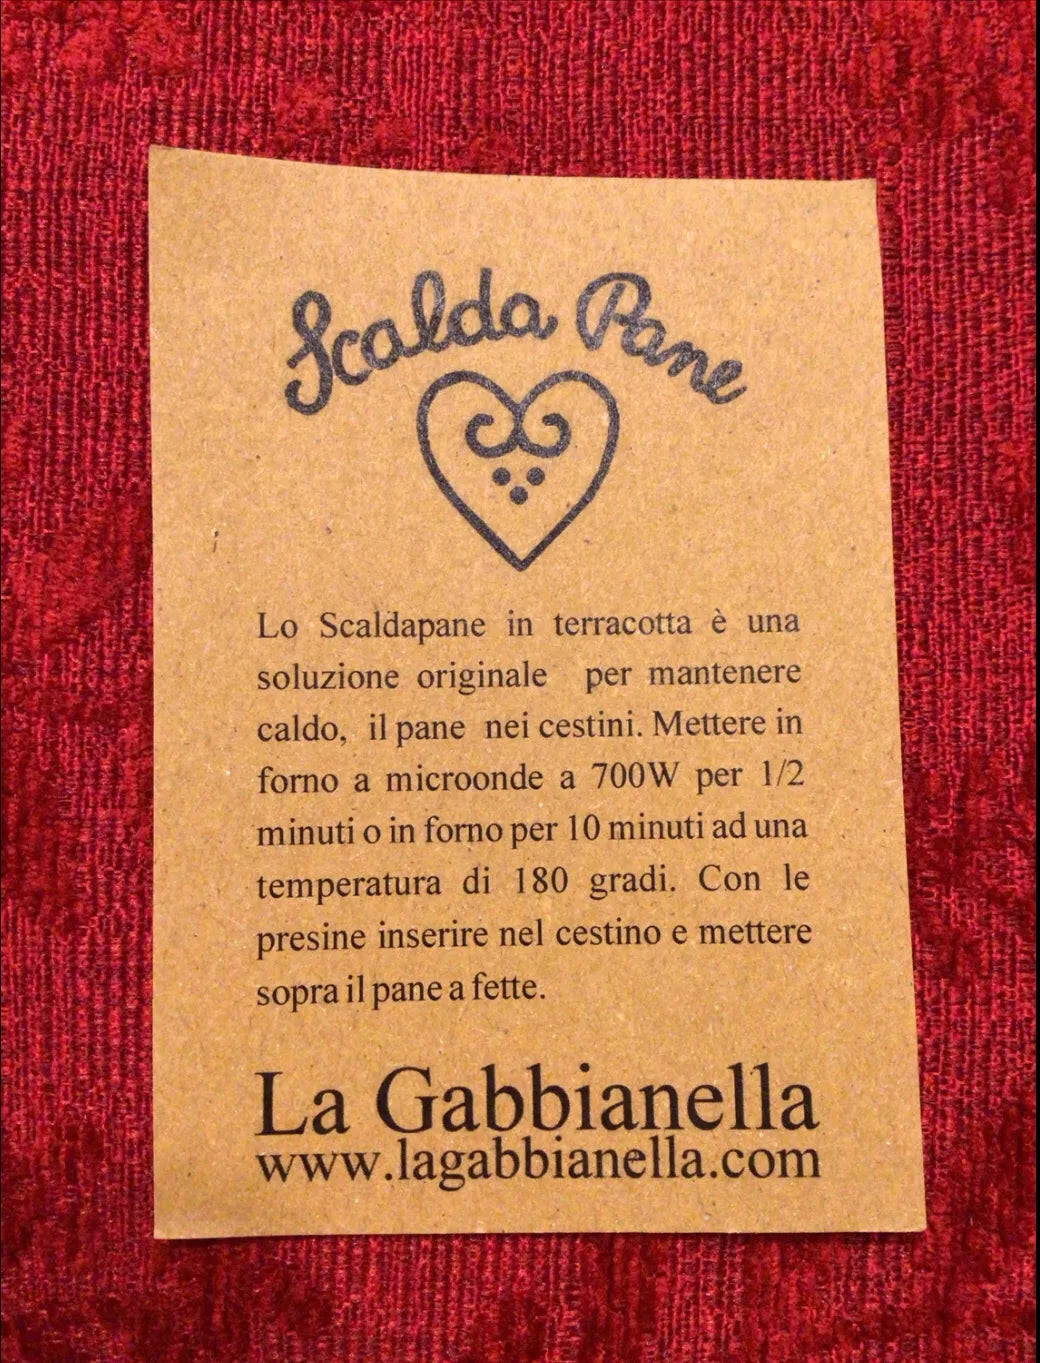 Scalda Pane
Lo Scaldapane in terracotta è una
soluzione originale per mantenere
caldo, il pane nei cestini. Mettere in
forno a microonde a 700W per 1/2
minuti o in forno per 10 minuti ad una
temperatura di 180 gradi. Con le
presine inserire nel cestino e mettere
sopra il pane a fette.
La Gabbianella
www.lagabbianella.com